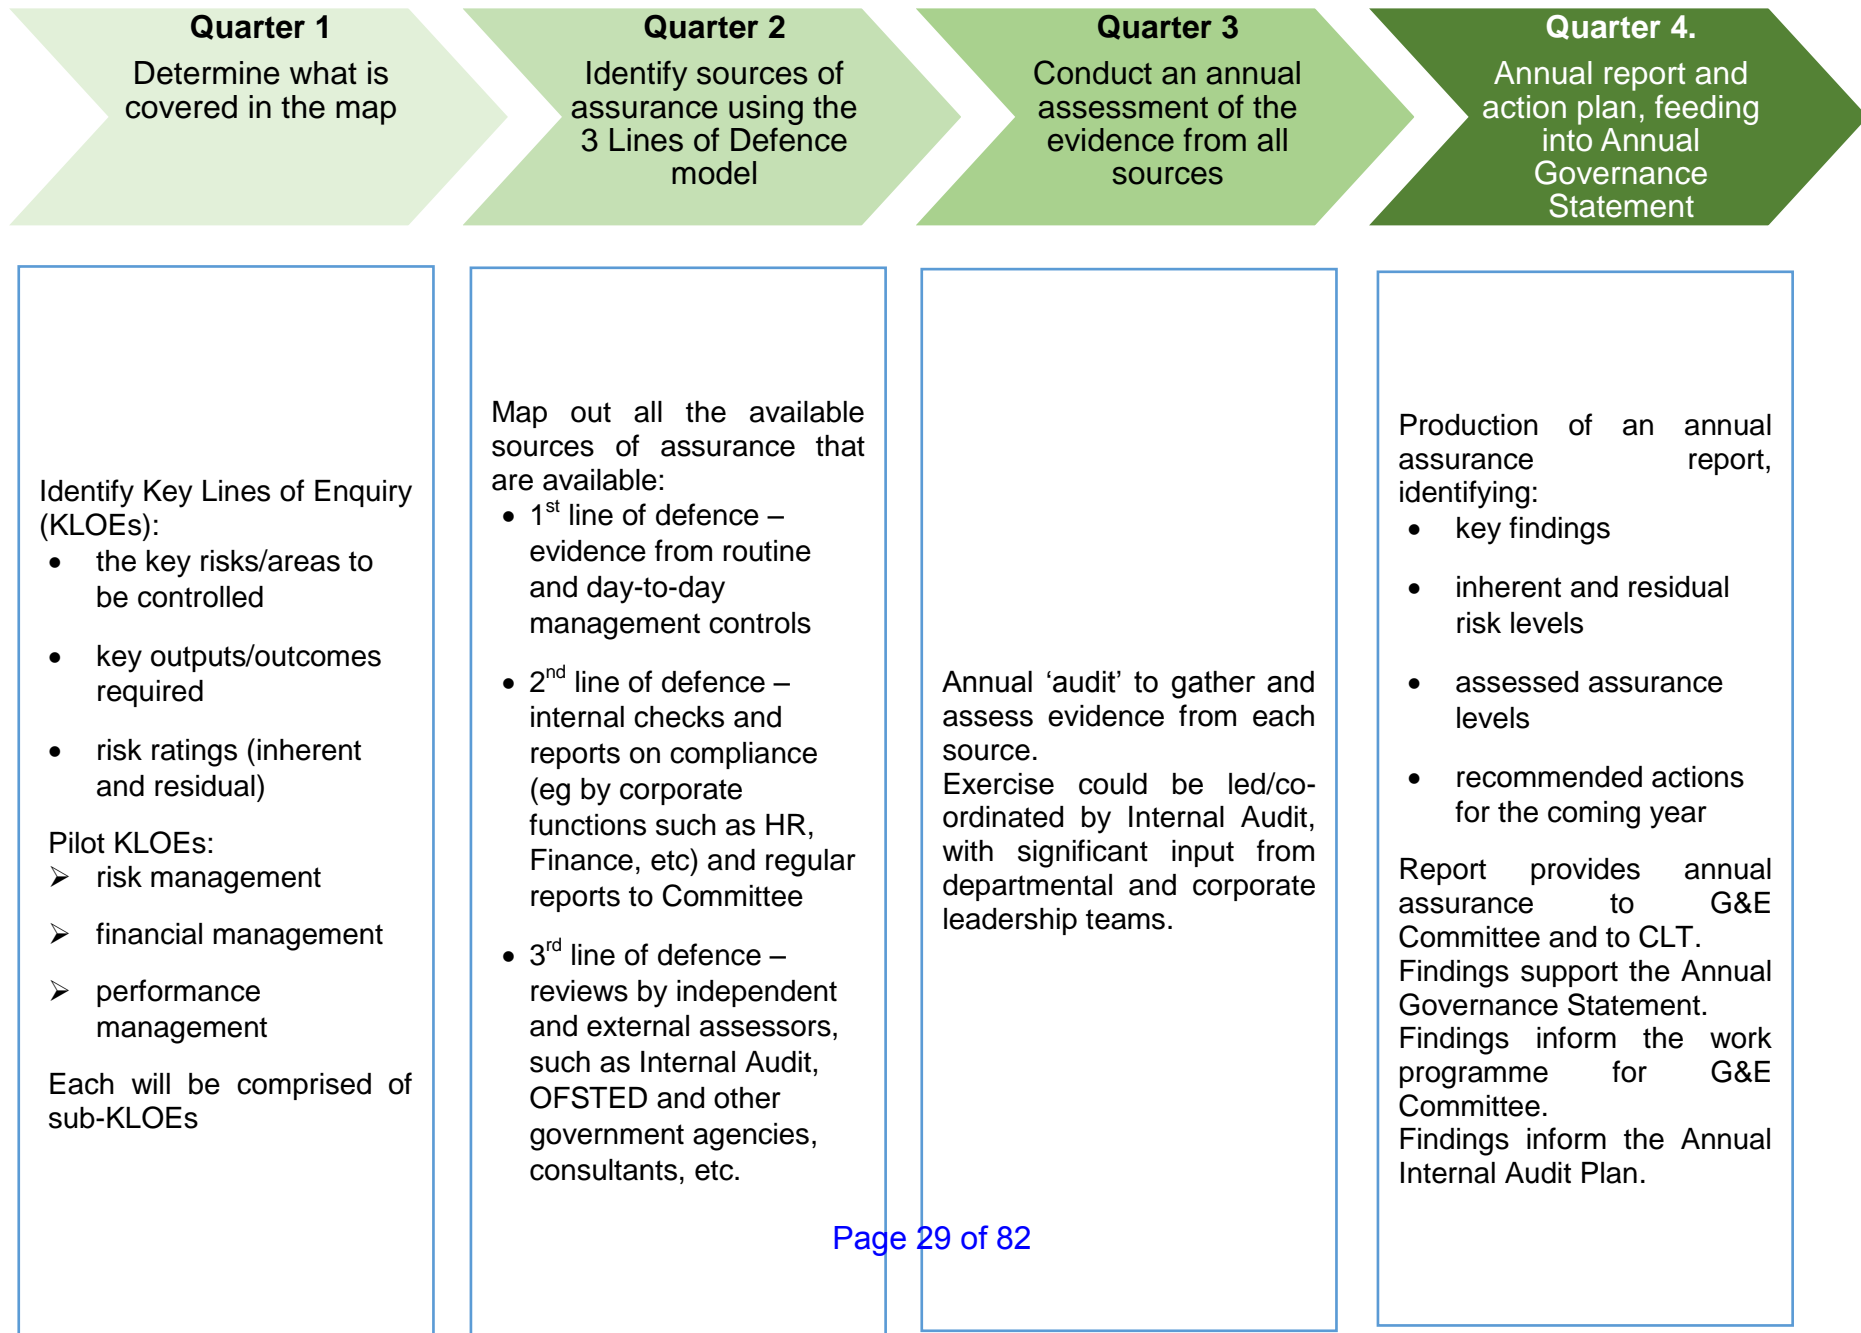 Quarter 1
Determine what is
covered in the map
Quarter 2
Identify sources of
assurance using the
3 Lines of Defence
model
Quarter 3
Conduct an annual
assessment of the
evidence from all
sources
Quarter 4.
Annual report and
action plan, feeding
into Annual
Governance
Statement
Identify Key Lines of Enquiry
(KLOEs):
• the key risks/areas to
be controlled
• key outputs/outcomes
required
• risk ratings (inherent
and residual)
Pilot KLOEs:
➢ risk management
➢ financial management
➢ performance
management
Each will be comprised of
sub-KLOEs
Map out all the available
sources of assurance that
are available:
• 1st line of defence –
evidence from routine
and day-to-day
management controls
• 2nd line of defence –
internal checks and
reports on compliance
(eg by corporate
functions such as HR,
Finance, etc) and regular
reports to Committee
• 3rd line of defence –
reviews by independent
and external assessors,
such as Internal Audit,
OFSTED and other
government agencies,
consultants, etc.
Annual ‘audit’ to gather and
assess evidence from each
source.
Exercise could be led/co-
ordinated by Internal Audit,
with significant input from
departmental and corporate
leadership teams.
Production of an annual
assurance report,
identifying:
• key findings
• inherent and residual
risk levels
• assessed assurance
levels
• recommended actions
for the coming year
Report provides annual
assurance to G&E
Committee and to CLT.
Findings support the Annual
Governance Statement.
Findings inform the work
programme for G&E
Committee.
Findings inform the Annual
Internal Audit Plan.
Page 29 of 82